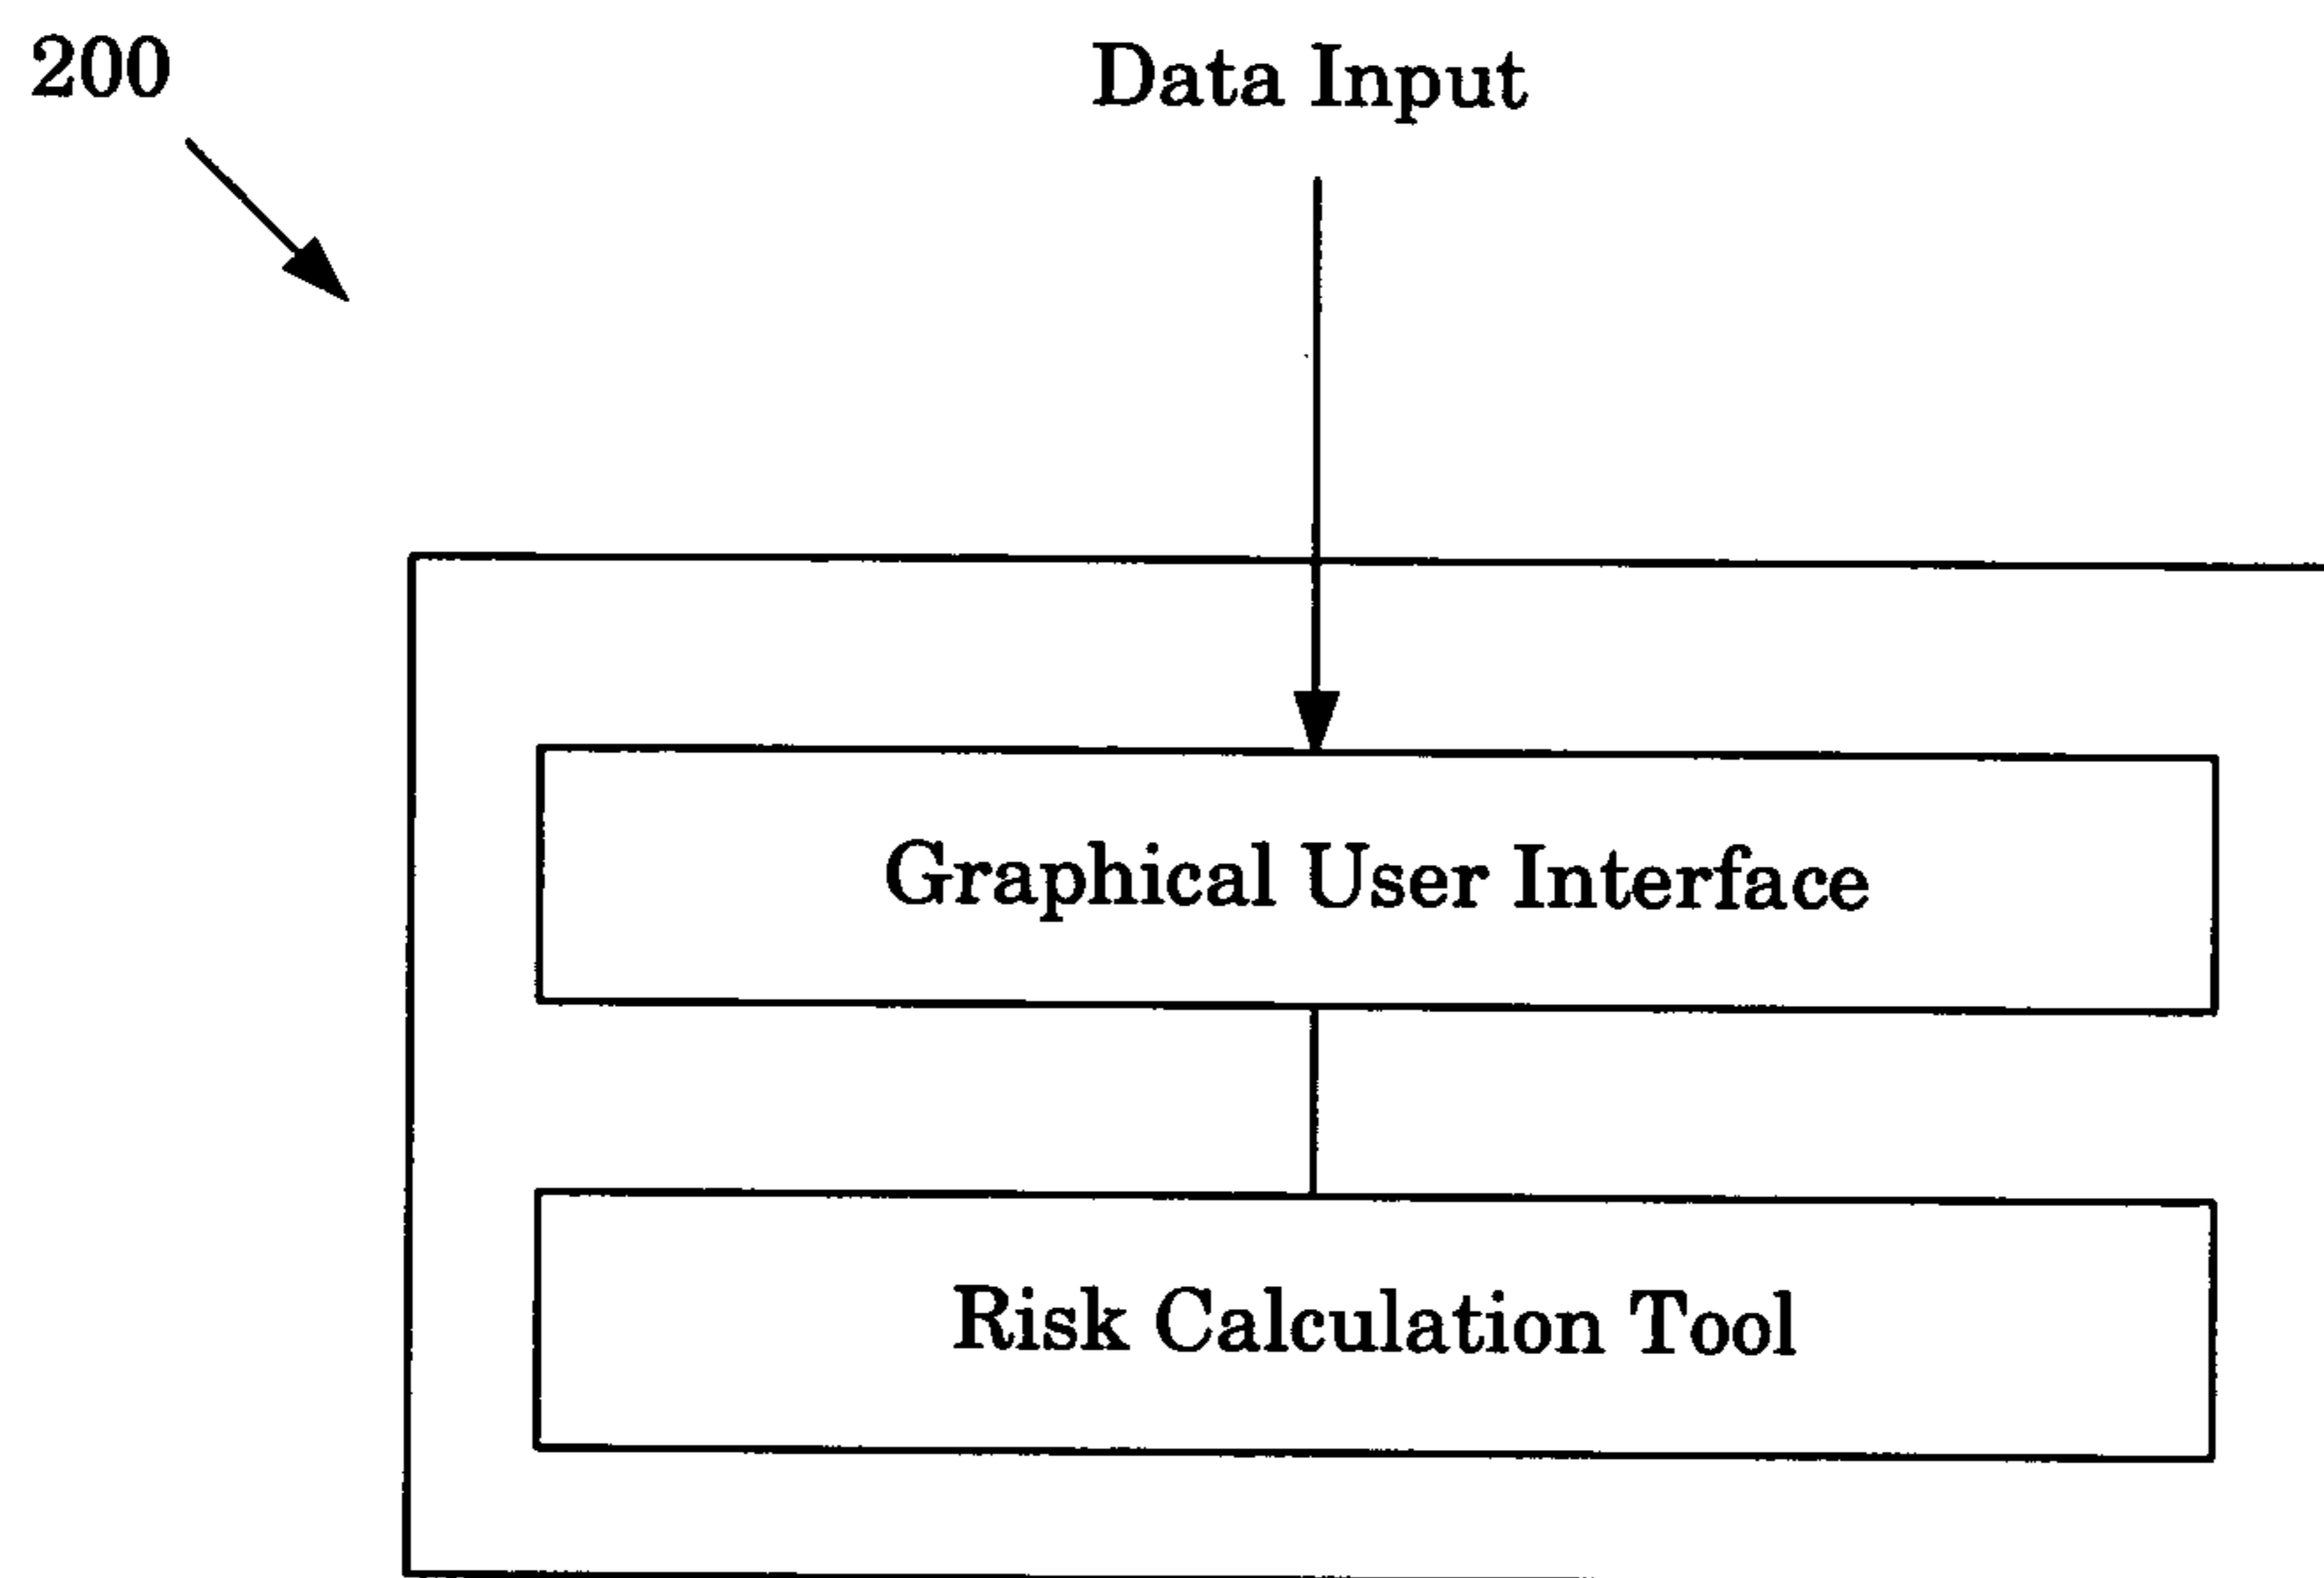 200
Data Input
Graphical User Interface
Risk Calculation Tool